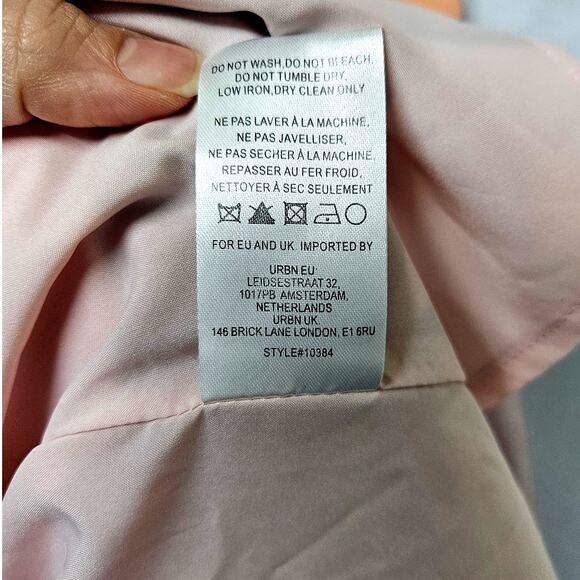 DO NOT WASH,DO NOT BLEACH,
DO NOT TUMBLE DRY,
LOW IRON,DRY CLEAN ONLY
NE PAS LAVER À LA MACHINE,
NE PAS JAVELLISER,
NE PAS SECHER À LA MACHINE,
REPASSER AU FER FROID,
NETTOYER À SEC SEULEMENT
FOR EU AND UK IMPORTED BY
URBN EU
LEIDSESTRAAT 32,
1017PB AMSTERDAM,
NETHERLANDS
URBN UK.
146 BRICK LANE LONDON, E1 6RU
STYLE#10384